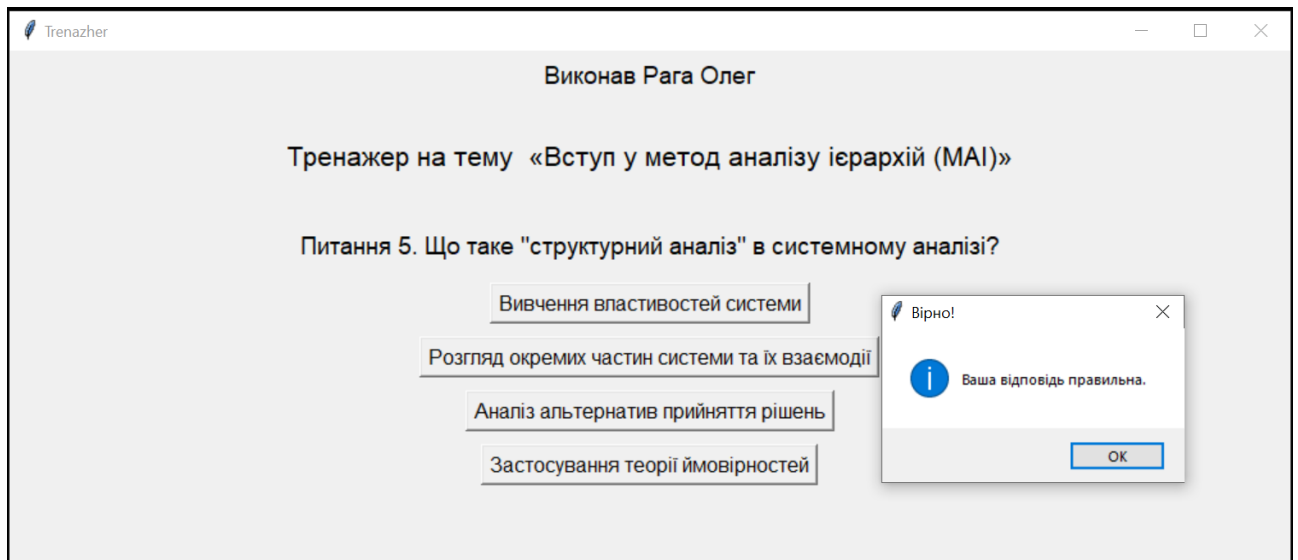 Trenazher
Виконав Рага Олег
Тренажер на тему «Вступ у метод аналізу ієрархій (МАІ)»
Питання 5. Що таке "структурний аналіз" в системному аналізі?
Вивчення властивостей системи
Розгляд окремих частин системи та їх взаємодії
Аналіз альтернатив прийняття рішень
Застосування теорії ймовірностей
Вірно!
Ваша відповідь правильна.
ОК